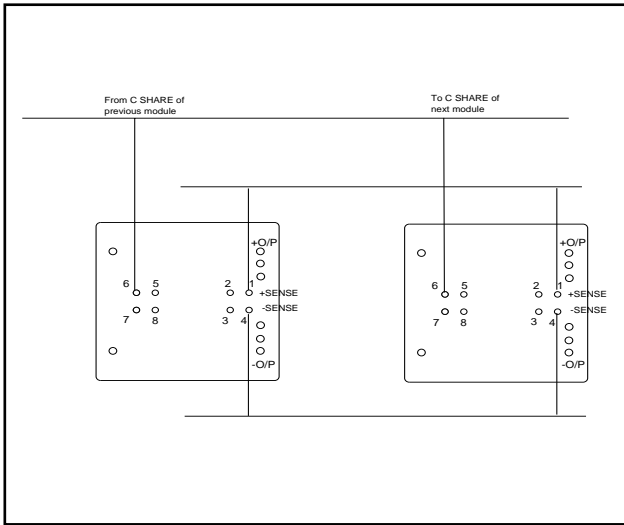 From C SHARE of
previous module
To C SHARE of
next module
+O/P
6 5 2 1
+SENSE
-SENSE
7 8 3 4
-O/P
+O/P
6 5 2 1
+SENSE
-SENSE
7 8 3 4
-O/P